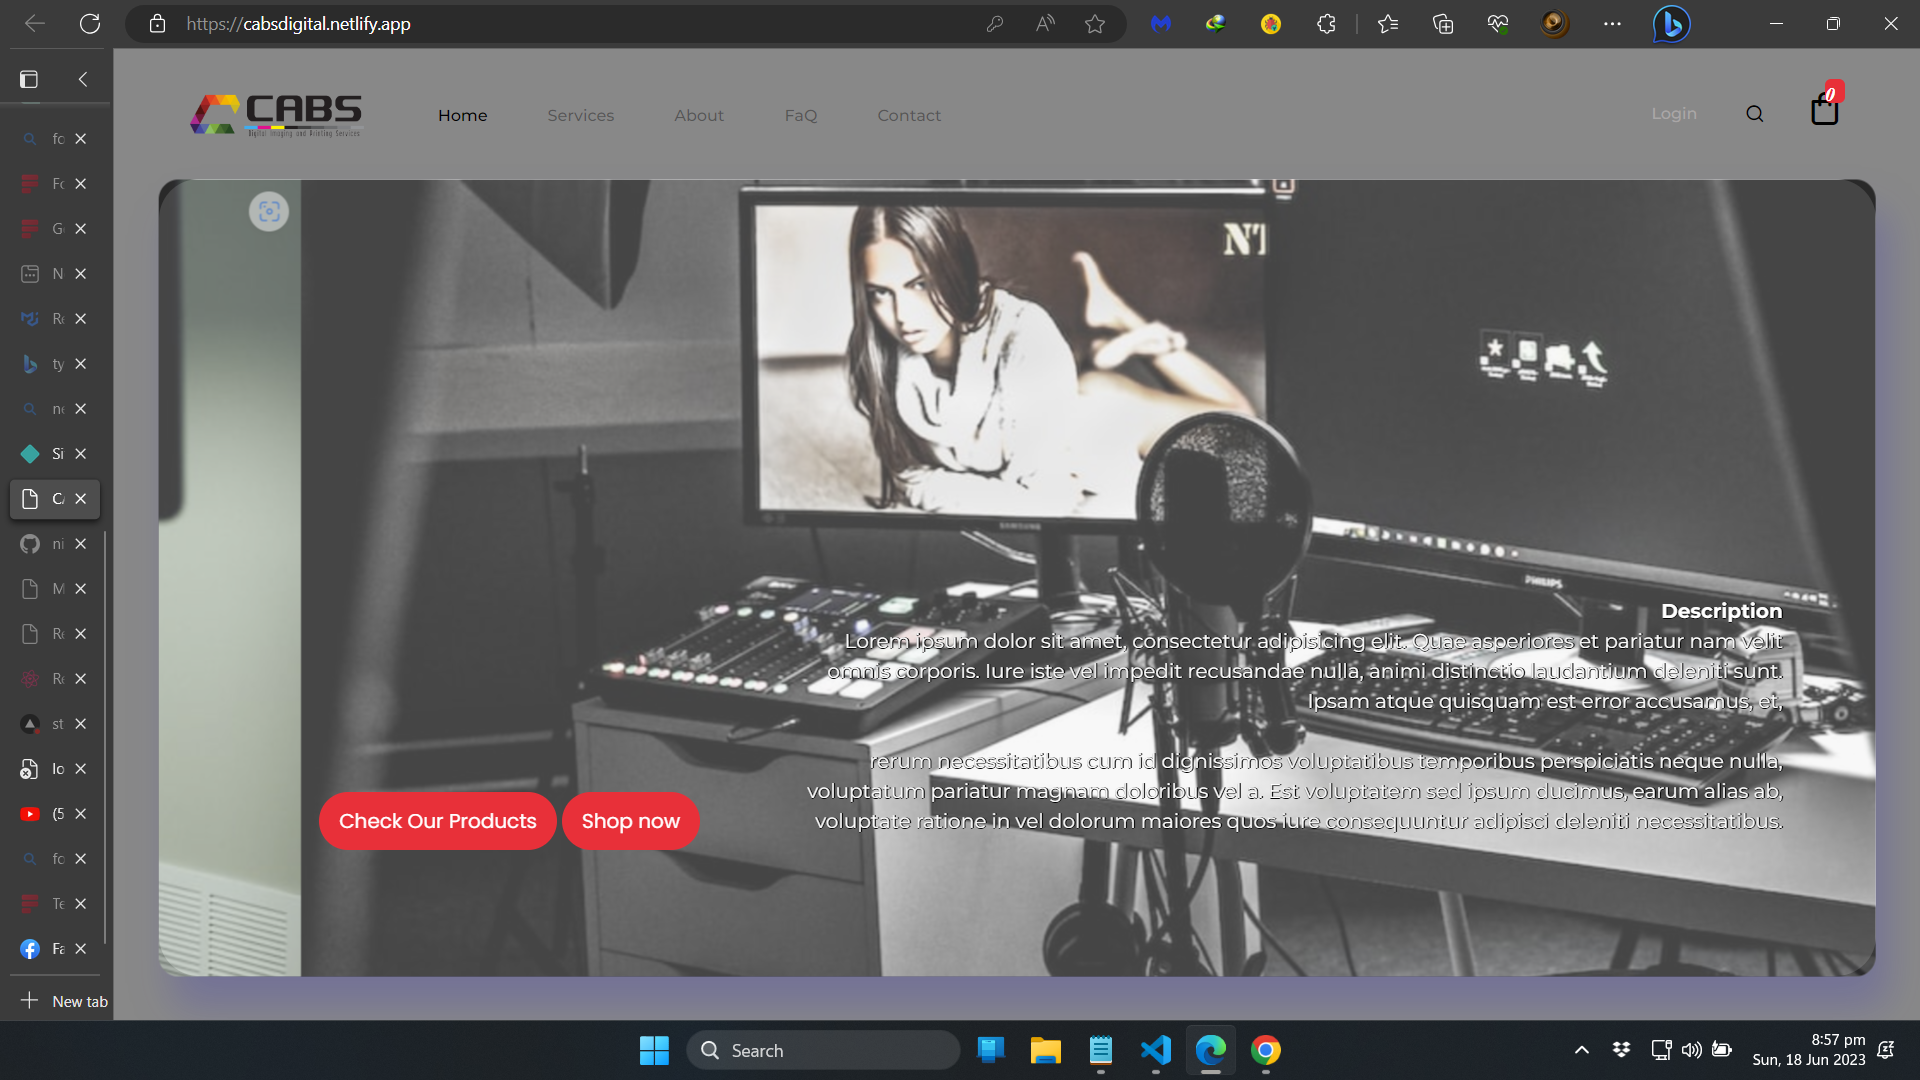 https://cabsdigital.netlify.app
CABS
Digital Imaging and Printing Services
Home
Services
About
FaQ
Contact
Login
0
fo
Fo
G
N
Re
ty
ne
Si
CA
ni
M
Re
Re
st
lo
(5
fo
Te
Fa
New tab
NT
SAMSUNG
PHILIPS
Description
Lorem ipsum dolor sit amet, consectetur adipisicing elit. Quae asperiores et pariatur nam velit
omnis corporis. Iure iste vel impedit recusandae nulla, animi distinctio laudantium deleniti sunt.
Ipsam atque quisquam est error accusamus, et,
rerum necessitatibus cum id dignissimos voluptatibus temporibus perspiciatis neque nulla,
voluptatum pariatur magnam doloribus vel a. Est voluptatem sed ipsum ducimus, earum alias ab,
voluptate ratione in vel dolorum maiores quos iure consequuntur adipisci deleniti necessitatibus.
Check Our Products
Shop now
Search
8:57 pm
Sun, 18 Jun 2023